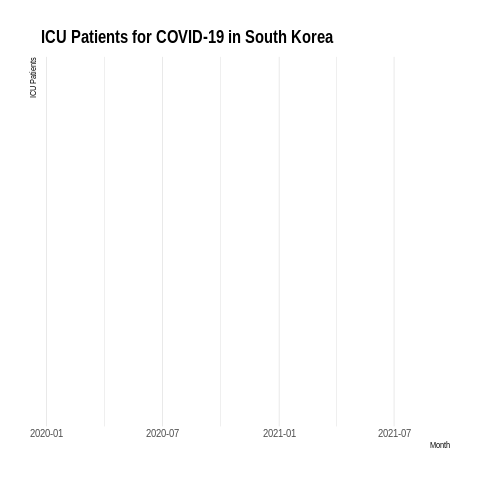 ICU Patients for COVID-19 in South Korea
ICU Patients
2020-01
2020-07
2021-01
2021-07
Month